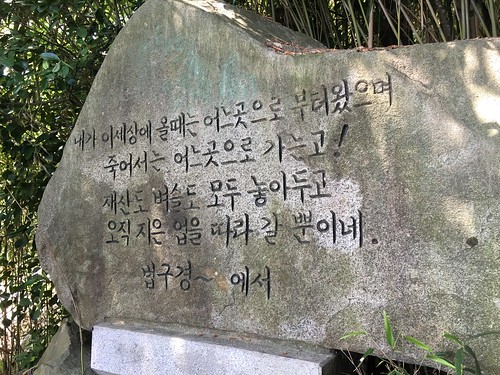 내가 이세상에 올때는 어느곳으로 부터왔으며
죽어서는 어느곳으로 가는고!
재산도 벼슬도 모두 놓아두고
오직 지은 업을 따라 갈 뿐이네.
법구경~ 에서